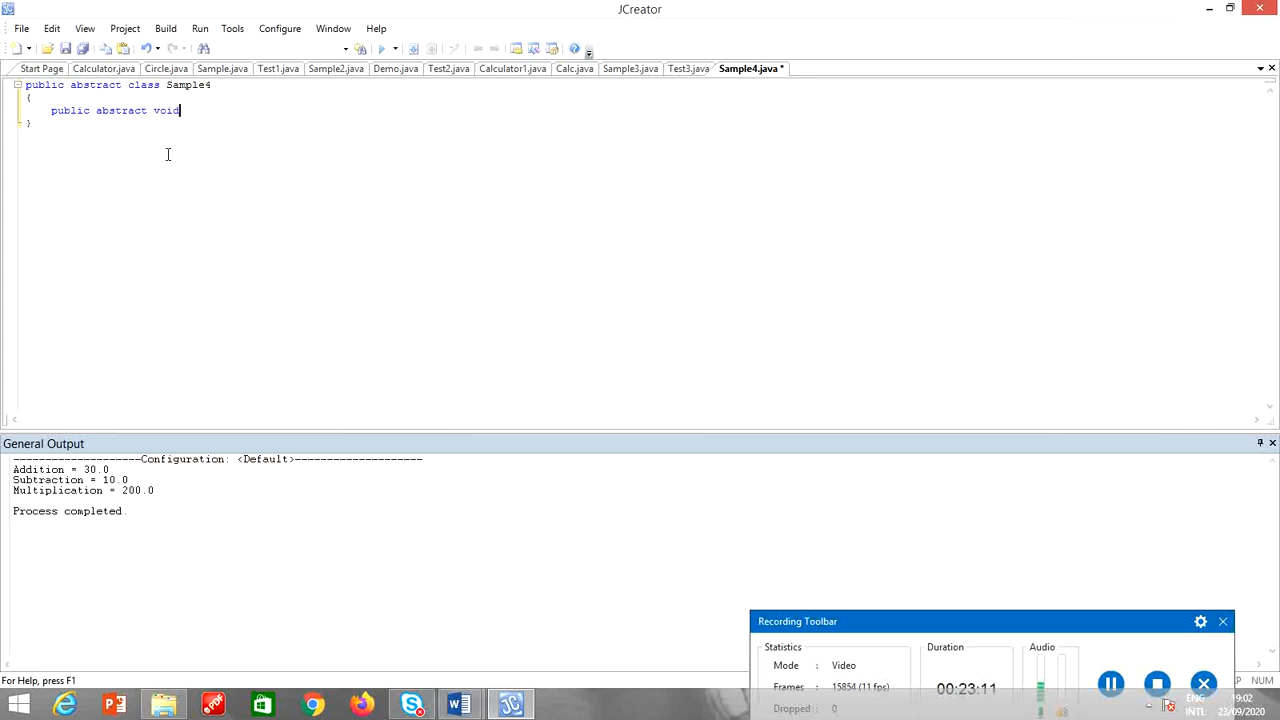 JCreator
File Edit View Project Build Run Tools Configure Window Help
Start Page Calculator.java Circle.java Sample.java Test1.java Sample2.java Demo.java Test2.java Calculator1.java Calc.java Sample3.java Test3.java Sample4.java *
public abstract class Sample4
{
public abstract void
}
General Output
--------------------Configuration: <Default>--------------------
Addition = 30.0
Subtraction = 10.0
Multiplication = 200.0
Process completed.
Recording Toolbar
Statistics Duration Audio
Mode : Video
Frames : 15854 (11 fps)
00:23:11
Dropped : 0
For Help, press F1
NUM
ENG 19:02
INTL 23/09/2020